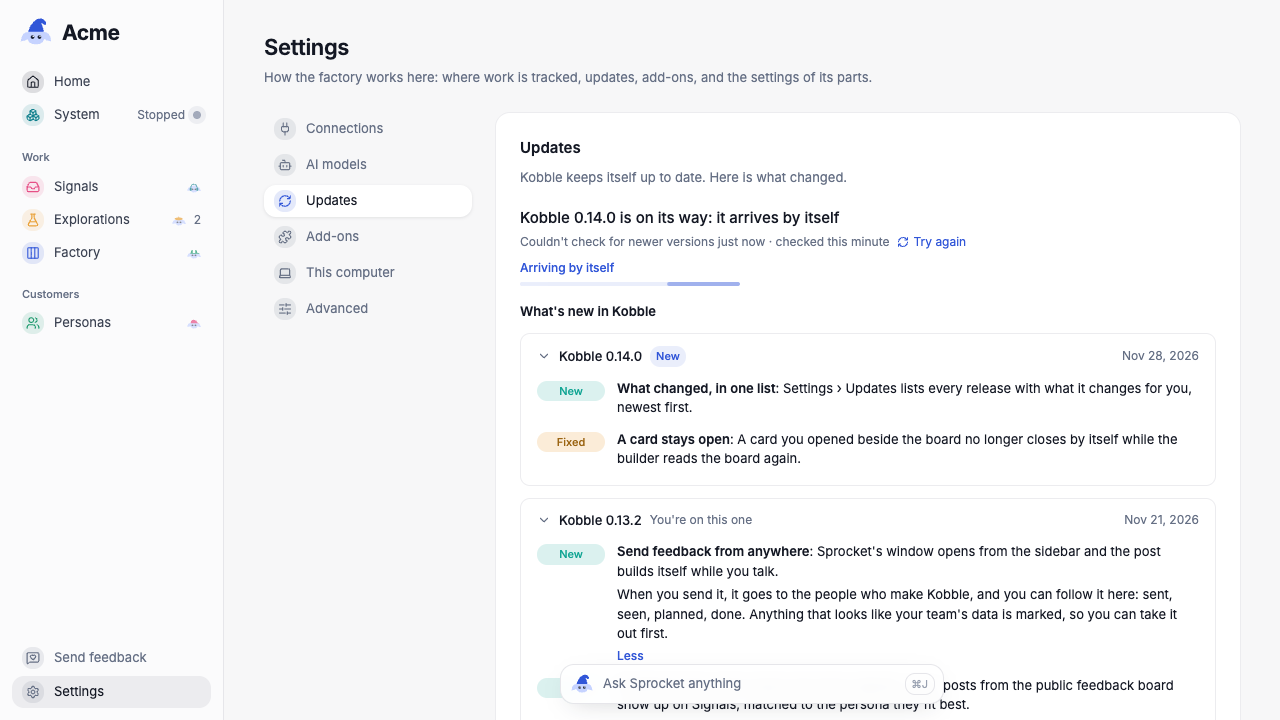 Acme
Home
System
Stopped
Work
Signals
Explorations
2
Factory
Customers
Personas
Send feedback
Settings
Settings
How the factory works here: where work is tracked, updates, add-ons, and the settings of its parts.
Connections
AI models
Updates
Add-ons
This computer
Advanced
Updates
Kobble keeps itself up to date. Here is what changed.
Kobble 0.14.0 is on its way: it arrives by itself
Couldn't check for newer versions just now · checked this minute Try again
Arriving by itself
What's new in Kobble
Kobble 0.14.0 New Nov 28, 2026
New
What changed, in one list: Settings › Updates lists every release with what it changes for you,
newest first.
Fixed
A card stays open: A card you opened beside the board no longer closes by itself while the
builder reads the board again.
Kobble 0.13.2 You're on this one Nov 21, 2026
New
Send feedback from anywhere: Sprocket's window opens from the sidebar and the post
builds itself while you talk.
When you send it, it goes to the people who make Kobble, and you can follow it here: sent,
seen, planned, done. Anything that looks like your team's data is marked, so you can take it
out first.
Less
Ask Sprocket anything ⌘J
posts from the public feedback board
show up on Signals, matched to the persona they fit best.